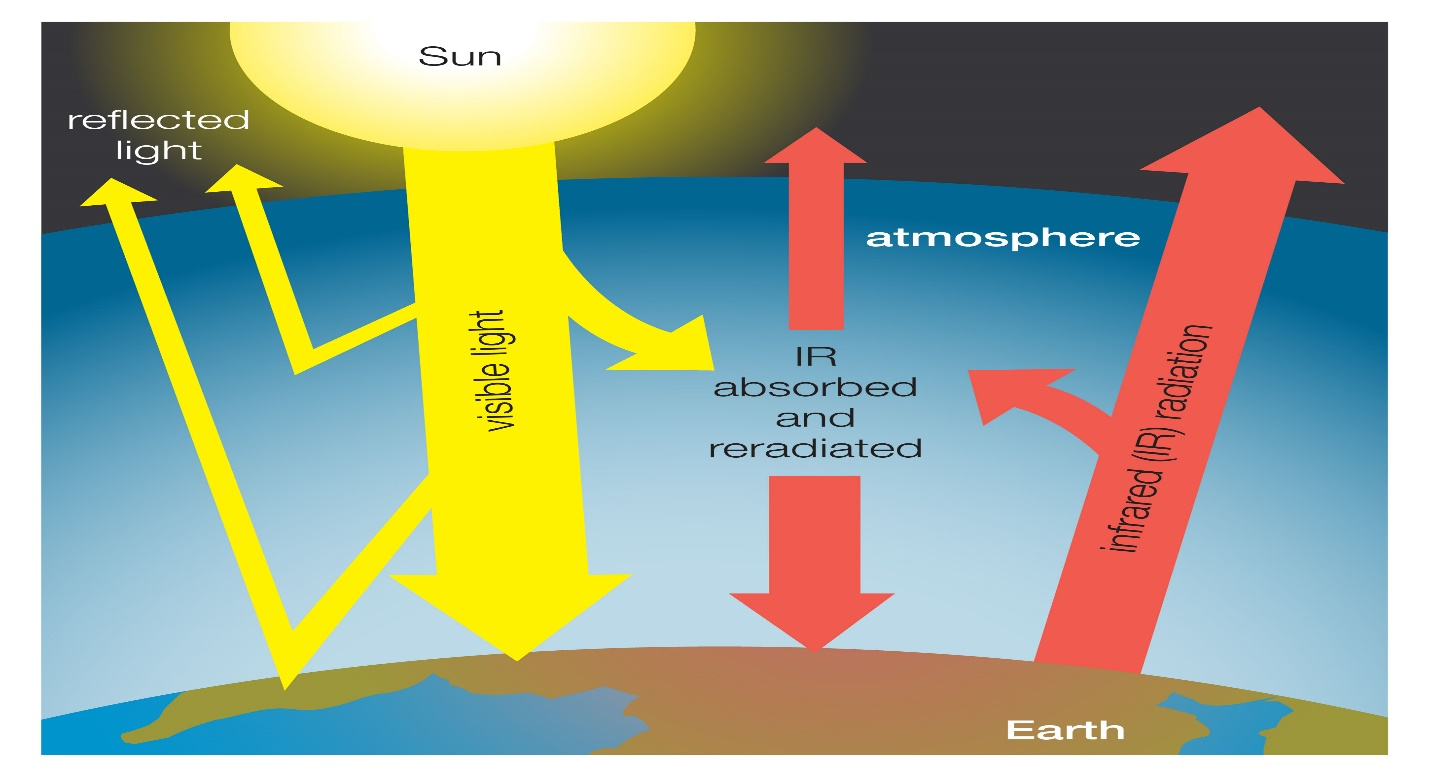 Sun
reflected
light
atmosphere
visible light
IR
absorbed
and
reradiated
infrared (IR) radiation
Earth